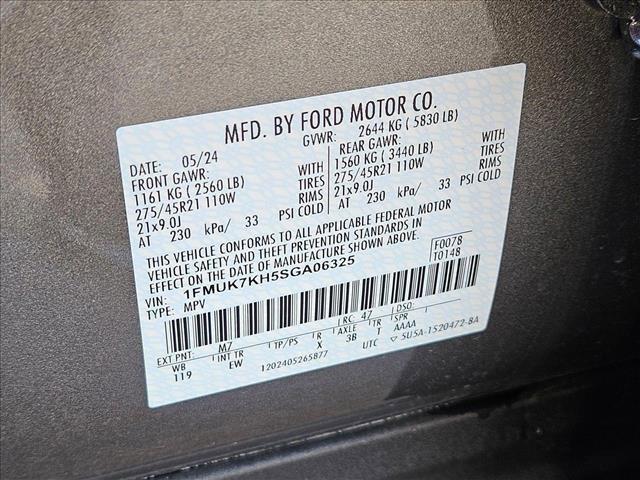 MFD. BY FORD MOTOR CO.
DATE: 05/24 GVWR: 2644 KG ( 5830 LB)
FRONT GAWR: REAR GAWR:
1161 KG ( 2560 LB) WITH 1560 KG ( 3440 LB) WITH
275/45R21 110W TIRES 275/45R21 110W TIRES
21x9.0J RIMS 21x9.0J RIMS
AT 230 kPa/ 33 PSI COLD AT 230 kPa/ 33 PSI COLD
THIS VEHICLE CONFORMS TO ALL APPLICABLE FEDERAL MOTOR
VEHICLE SAFETY AND THEFT PREVENTION STANDARDS IN
EFFECT ON THE DATE OF MANUFACTURE SHOWN ABOVE.
VIN: 1FMUK7KH5SGA06325 F0078
TYPE: MPV T0148
EXT PNT: M7 RC: 47 DSO:
WB INT TR TP/PS R AXLE TR SPR
119 EW X 3B T AAAA
1202405265877 UTC 5U5A-1520472-BA